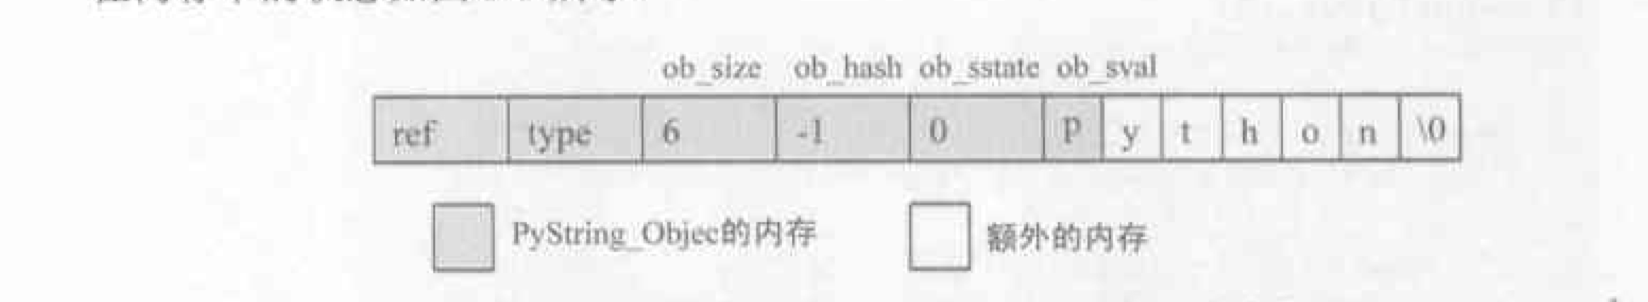 ob_size ob_hash ob_sstate ob_sval
ref type 6 -1 0 P y t h o n \0
PyString_Objec的内存 额外的内存